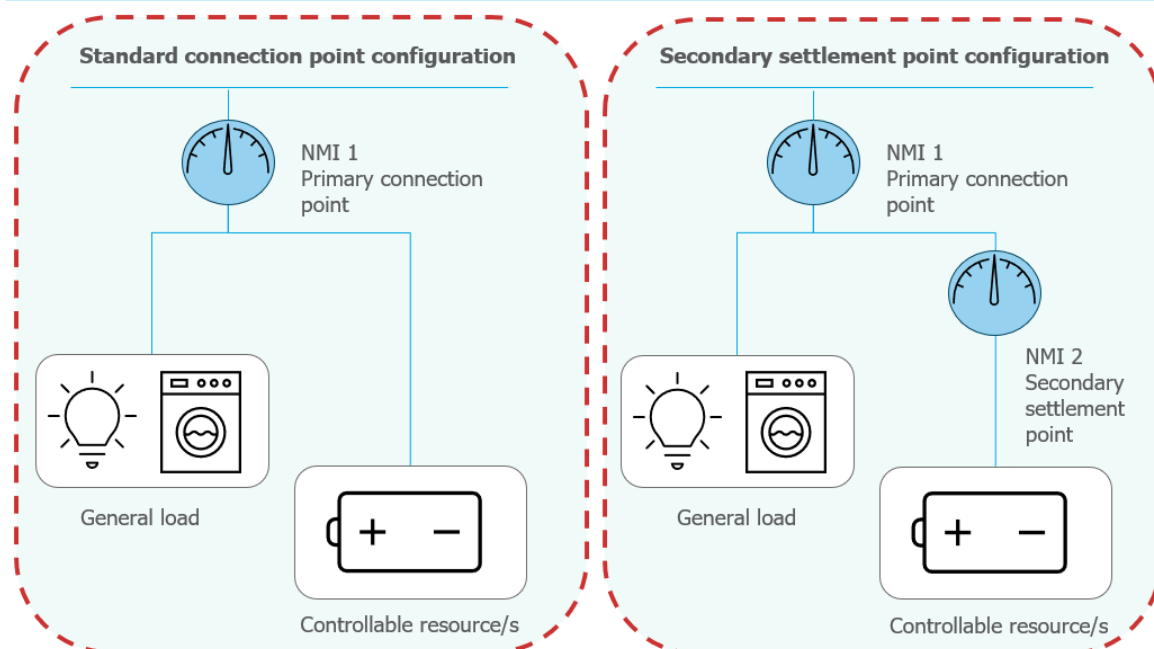 Standard connection point configuration
NMI 1
Primary connection
point
General load
+ −
Controllable resource/s
Secondary settlement point configuration
NMI 1
Primary connection
point
NMI 2
Secondary
settlement
point
General load
+ −
Controllable resource/s